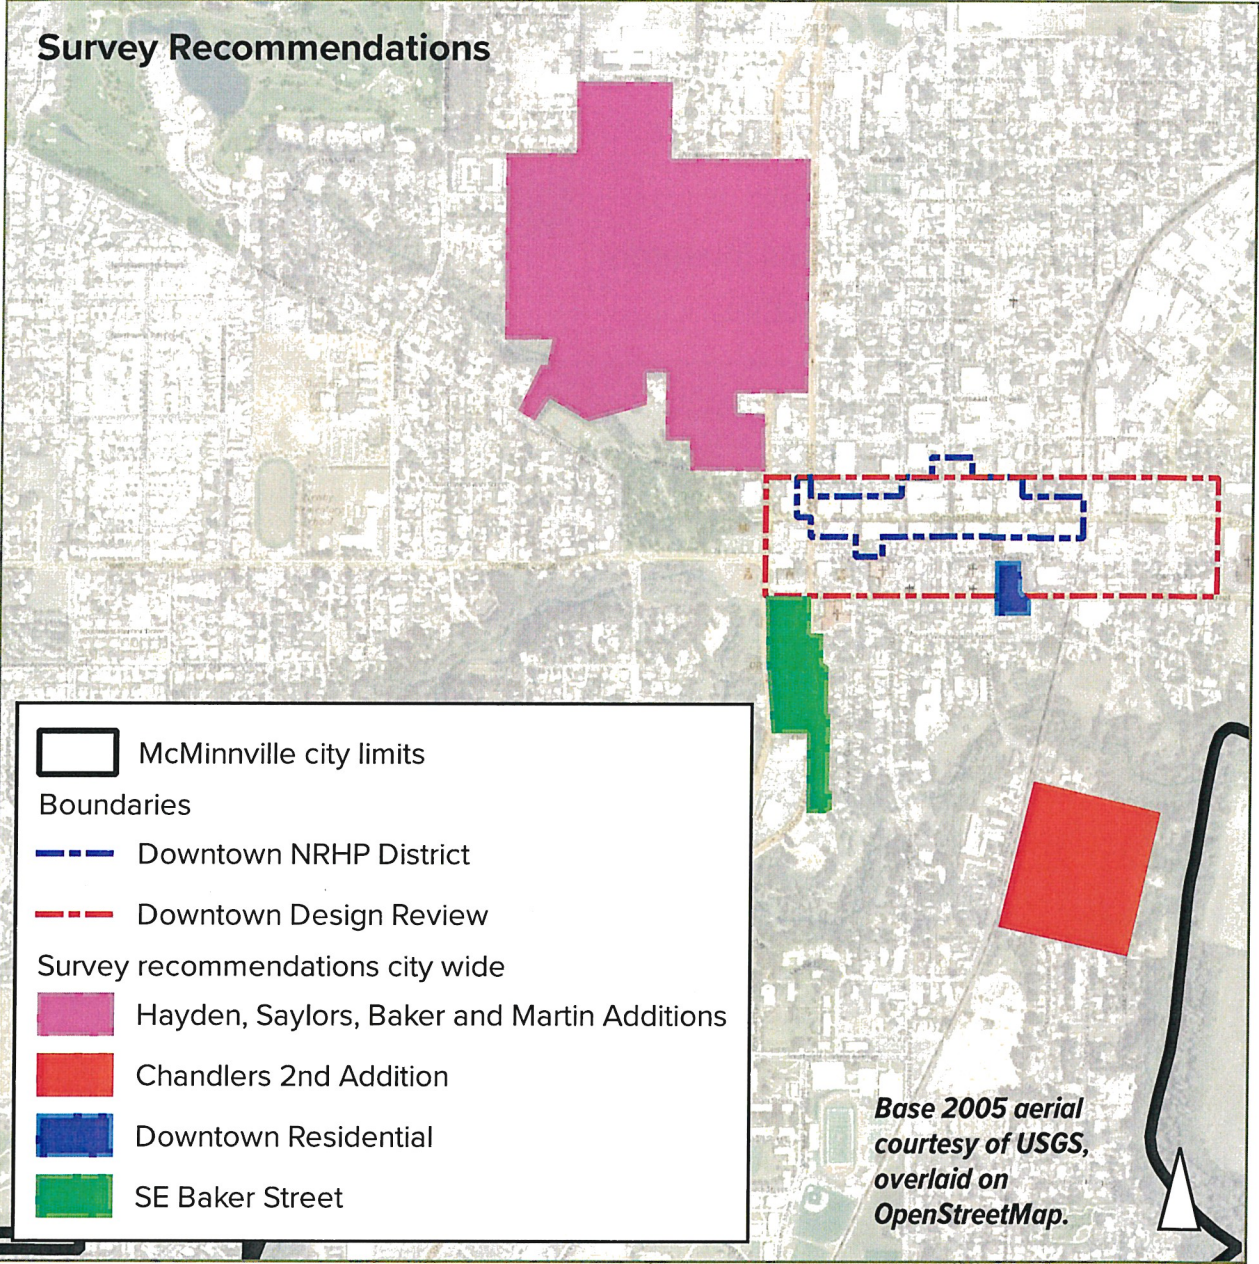 Survey Recommendations
McMinnville city limits
Boundaries
Downtown NRHP District
Downtown Design Review
Survey recommendations city wide
Hayden, Saylors, Baker and Martin Additions
Chandlers 2nd Addition
Downtown Residential
SE Baker Street
Base 2005 aerial
courtesy of USGS,
overlaid on
OpenStreetMap.